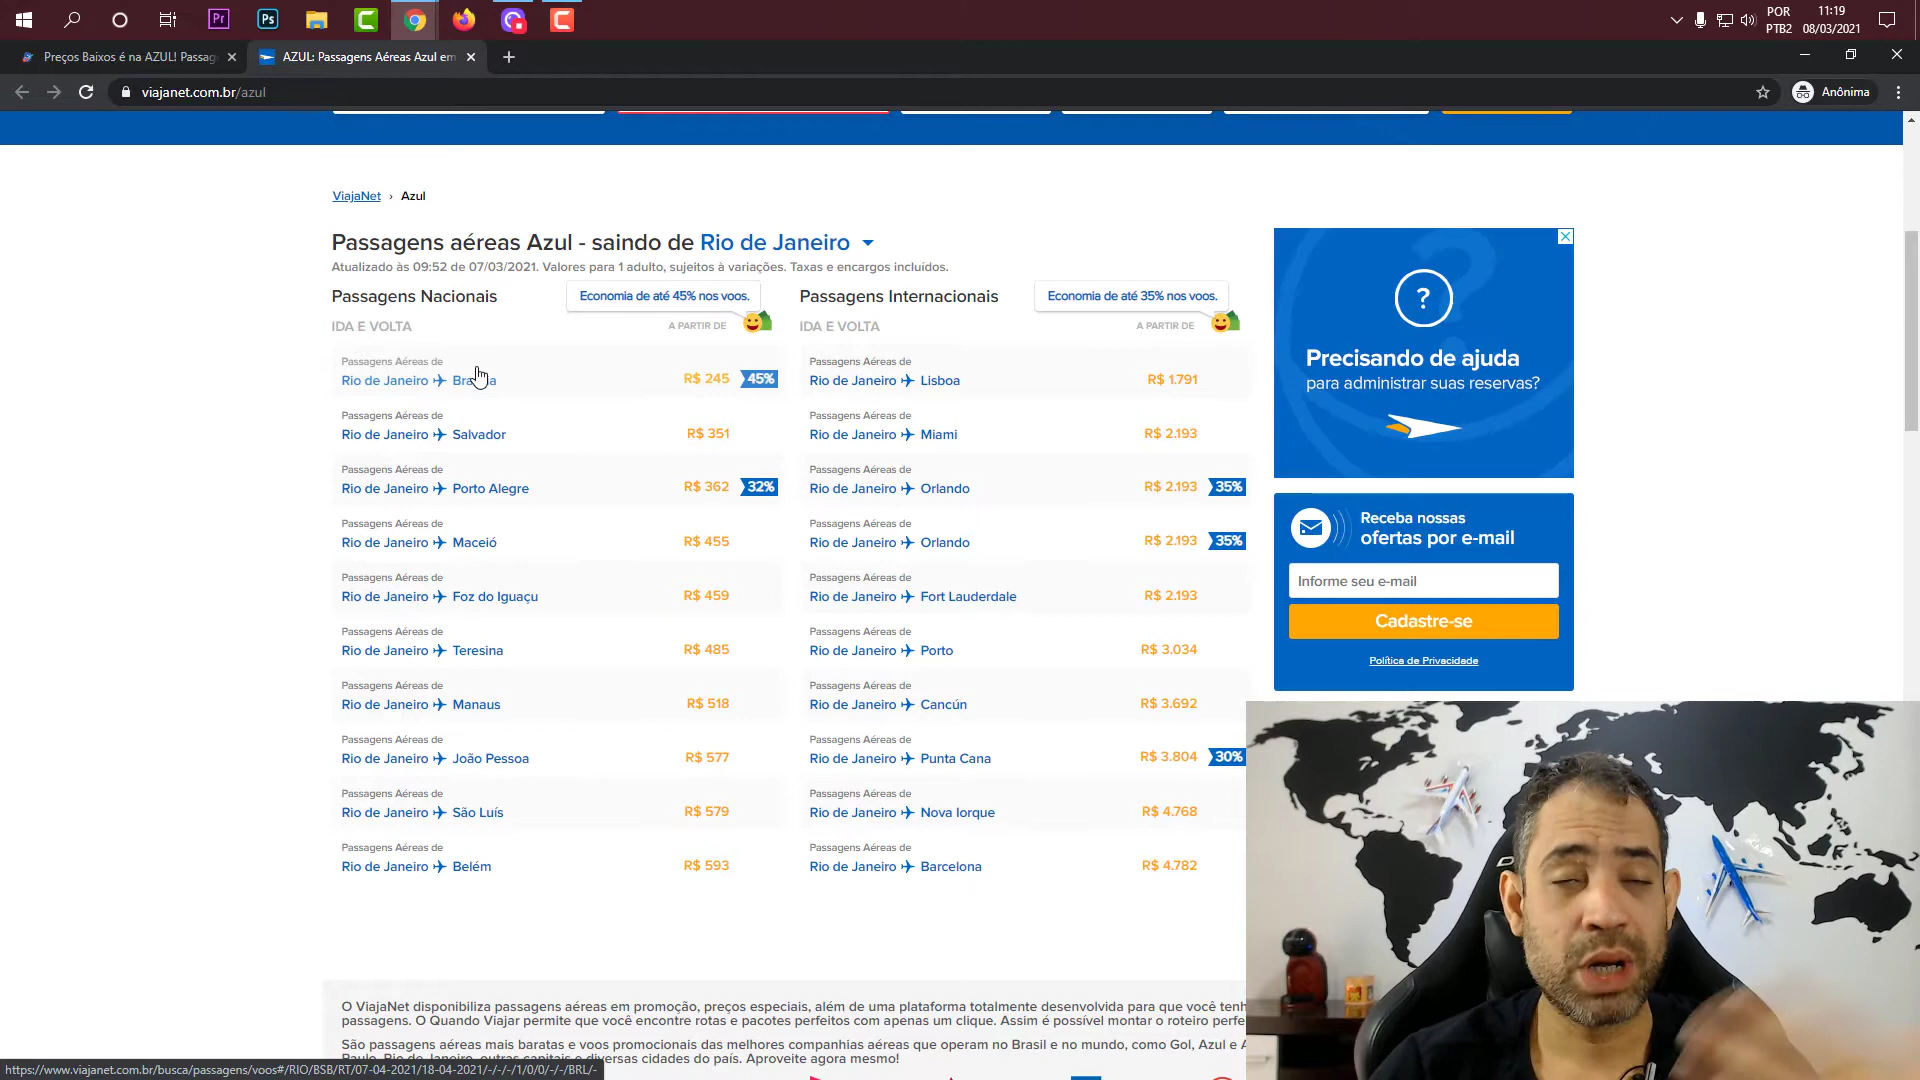 POR
PTB2
11:19
08/03/2021
Preços Baixos é na AZUL! Passag
AZUL: Passagens Aéreas Azul em
viajanet.com.br/azul
Anônima
ViajaNet › Azul
Passagens aéreas Azul - saindo de Rio de Janeiro
Atualizado às 09:52 de 07/03/2021. Valores para 1 adulto, sujeitos à variações. Taxas e encargos incluídos.
Passagens Nacionais
Economia de até 45% nos voos.
IDA E VOLTA
A PARTIR DE
Passagens Aéreas de
Rio de Janeiro
R$ 245 45%
Passagens Aéreas de
Rio de Janeiro Salvador
R$ 351
Passagens Aéreas de
Rio de Janeiro Porto Alegre
R$ 362 32%
Passagens Aéreas de
Rio de Janeiro Maceió
R$ 455
Passagens Aéreas de
Rio de Janeiro Foz do Iguaçu
R$ 459
Passagens Aéreas de
Rio de Janeiro Teresina
R$ 485
Passagens Aéreas de
Rio de Janeiro Manaus
R$ 518
Passagens Aéreas de
Rio de Janeiro João Pessoa
R$ 577
Passagens Aéreas de
Rio de Janeiro São Luís
R$ 579
Passagens Aéreas de
Rio de Janeiro Belém
R$ 593
Passagens Internacionais
Economia de até 35% nos voos.
IDA E VOLTA
A PARTIR DE
Passagens Aéreas de
Rio de Janeiro Lisboa
R$ 1.791
Passagens Aéreas de
Rio de Janeiro Miami
R$ 2.193
Passagens Aéreas de
Rio de Janeiro Orlando
R$ 2.193 35%
Passagens Aéreas de
Rio de Janeiro Orlando
R$ 2.193 35%
Passagens Aéreas de
Rio de Janeiro Fort Lauderdale
R$ 2.193
Passagens Aéreas de
Rio de Janeiro Porto
R$ 3.034
Passagens Aéreas de
Rio de Janeiro Cancún
R$ 3.692
Passagens Aéreas de
Rio de Janeiro Punta Cana
R$ 3.804 30%
Passagens Aéreas de
Rio de Janeiro Nova Iorque
R$ 4.768
Passagens Aéreas de
Rio de Janeiro Barcelona
R$ 4.782
?
Precisando de ajuda
para administrar suas reservas?
Receba nossas
ofertas por e-mail
Informe seu e-mail
Cadastre-se
Política de Privacidade
O ViajaNet disponibiliza passagens aéreas em promoção, preços especiais, além de uma plataforma totalmente desenvolvida para que você tenh
passagens. O Quando Viajar permite que você encontre rotas e pacotes perfeitos com apenas um clique. Assim é possível montar o roteiro perfe
São passagens aéreas mais baratas e voos promocionais das melhores companhias aéreas que operam no Brasil e no mundo, como Gol, Azul e A
Paulo, Rio de Janeiro, outras capitais e diversas cidades do país. Aproveite agora mesmo!
https://www.viajanet.com.br/busca/passagens/voos#/RIO/BSB/RT/07-04-2021/18-04-2021/-/-/-/1/0/0/-/-/BRL/-